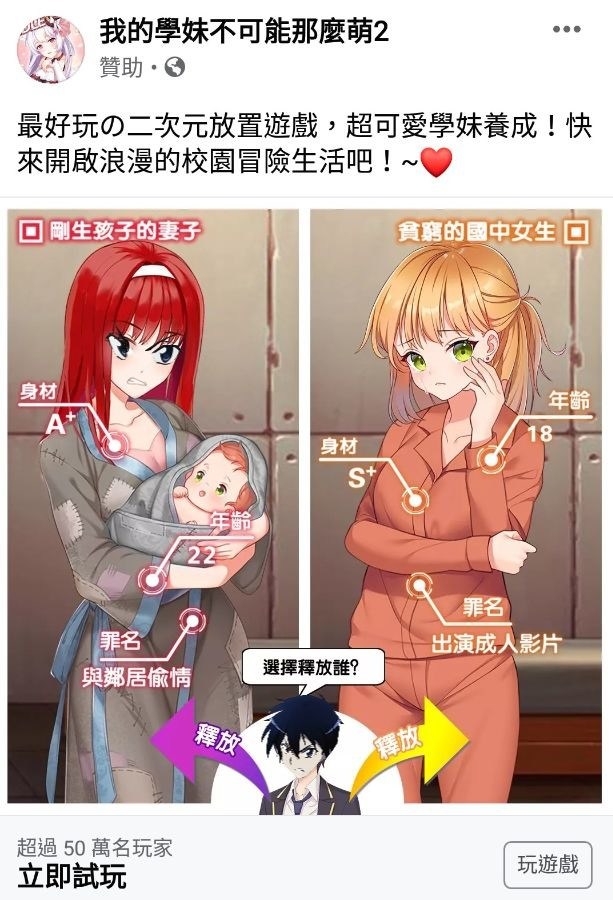 我的學妹不可能那麼萌2
贊助
最好玩の二次元放置遊戲，超可愛學妹養成！快
來開啟浪漫的校園冒險生活吧！~❤️
剛生孩子的妻子
身材
A+
年齡
22
罪名
與鄰居偷情
貧窮的國中女生
年齡
18
身材
S+
罪名
出演成人影片
選擇釋放誰?
釋放
釋放
超過 50 萬名玩家
立即試玩
玩遊戲